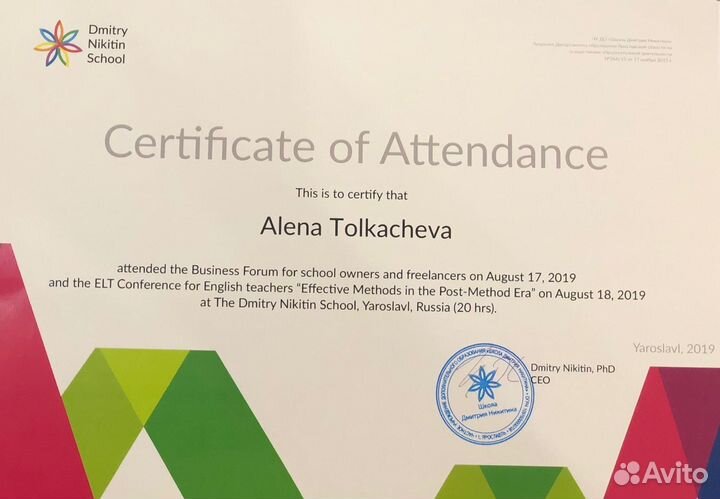 Dmitry
Nikitin
School
Certificate of Attendance
This is to certify that
Alena Tolkacheva
attended the Business Forum for school owners and freelancers on August 17, 2019
and the ELT Conference for English teachers “Effective Methods in the Post-Method Era” on August 18, 2019
at The Dmitry Nikitin School, Yaroslavl, Russia (20 hrs).
Yaroslavl, 2019
Dmitry Nikitin, PhD
CEO
Школа
Дмитрия Никитина
Avito